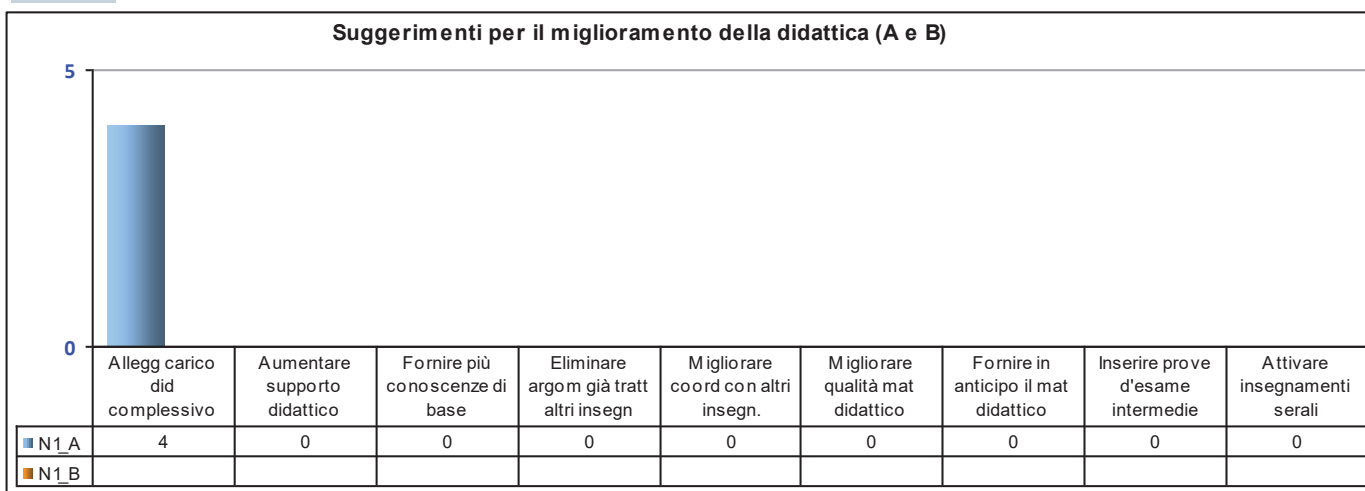 Suggerimenti per il miglioramento della didattica (A e B)
5
0
Allegg carico did complessivo
Aumentare supporto didattico
Fornire più conoscenze di base
Eliminare argom già tratt altri insegn
Migliorare coord con altri insegn.
Migliorare qualità mat didattico
Fornire in anticipo il mat didattico
Inserire prove d'esame intermedie
Attivare insegnamenti serali
N1_A 4 0 0 0 0 0 0 0 0
N1_B